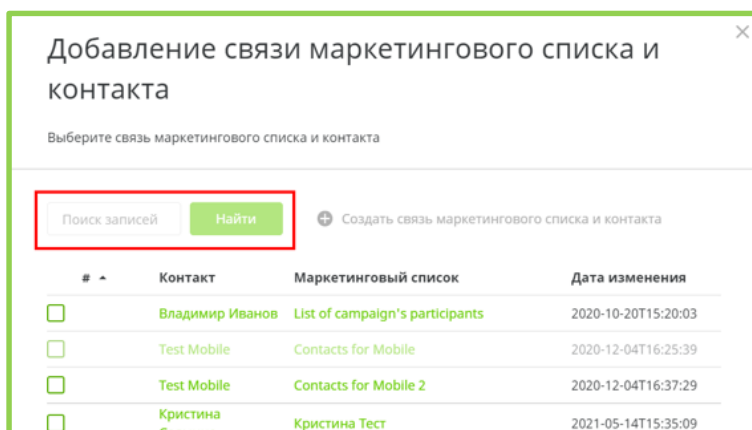 Добавление связи маркетингового списка и
контакта
Выберите связь маркетингового списка и контакта
Поиск записей Найти Создать связь маркетингового списка и контакта
# Контакт Маркетинговый список Дата изменения
Владимир Иванов List of campaign's participants 2020-10-20T15:20:03
Test Mobile Contacts for Mobile 2020-12-04T16:25:39
Test Mobile Contacts for Mobile 2 2020-12-04T16:37:29
Кристина
Кристина Тест 2021-05-14T15:35:09